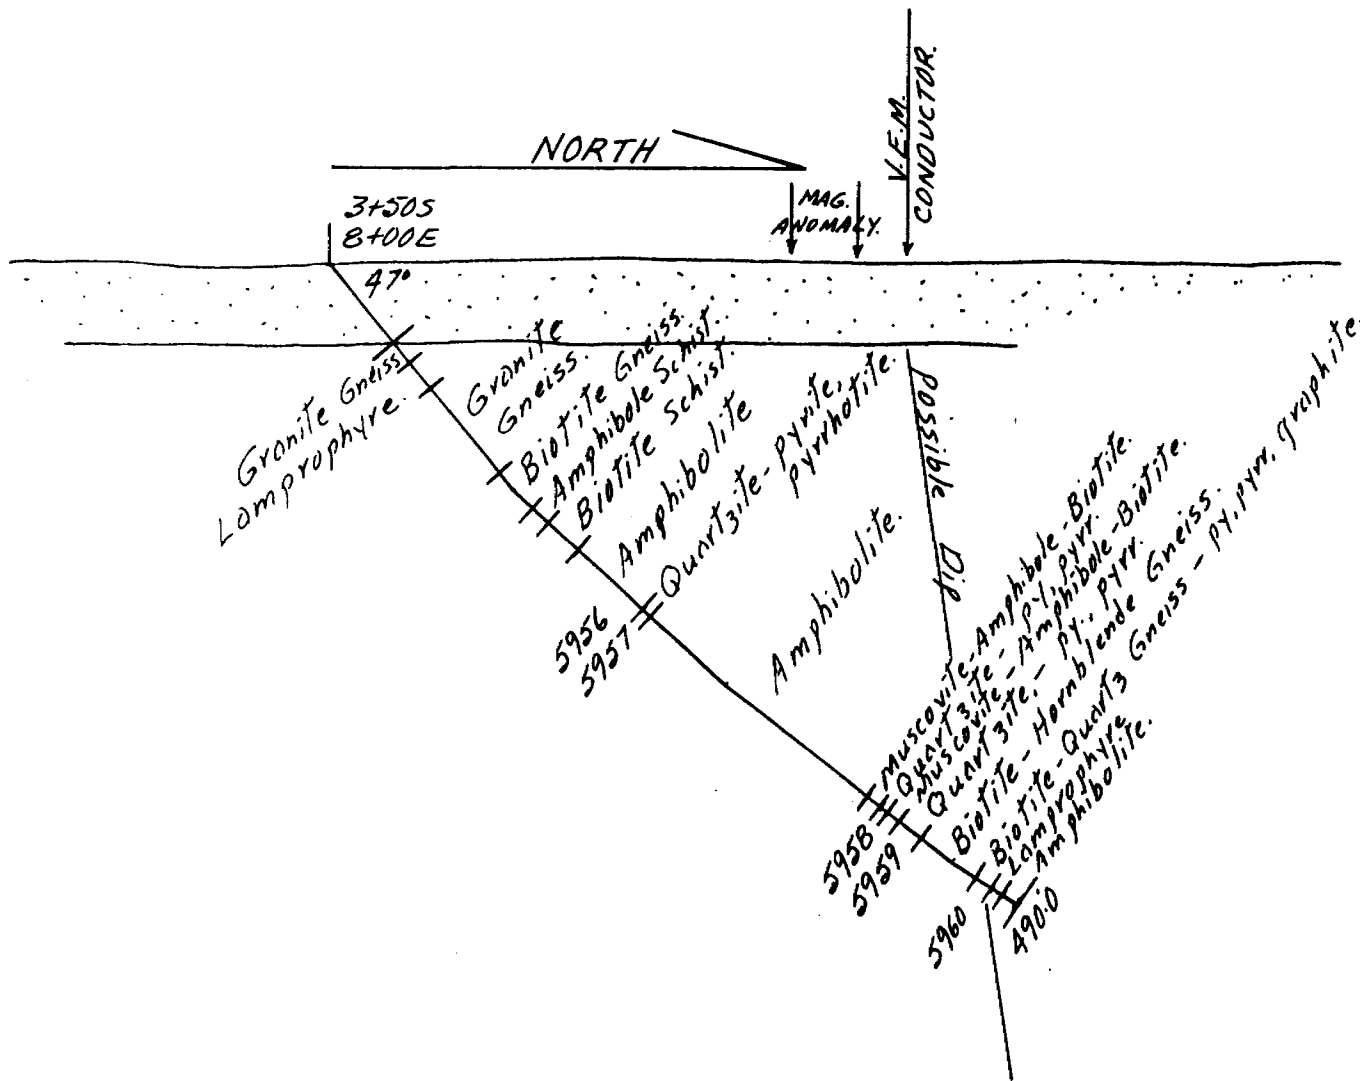 V.E.M.
CONDUCTOR.
NORTH
MAG.
ANOMALY.
3+50S
8+00E
47°
Granite Gneiss
Lamprophyre.
Granite
Gneiss.
Biotite Gneiss.
Amphibole Schist.
Biotite Schist.
Amphibolite
Quartzite - pyrite,
pyrrhotite.
5956
5957
Amphibolite.
Possible Dip
Muscovite-Amphibole-Biotite.
Quartzite - py, pyrr.
Muscovite-Amphibole-Biotite.
Quartzite, - py., pyrr.
Biotite - Hornblende Gneiss.
Biotite-Quartz Gneiss - py, pyrr, graphite.
Lamprophyre
Amphibolite.
5958
5959
5960
490.0